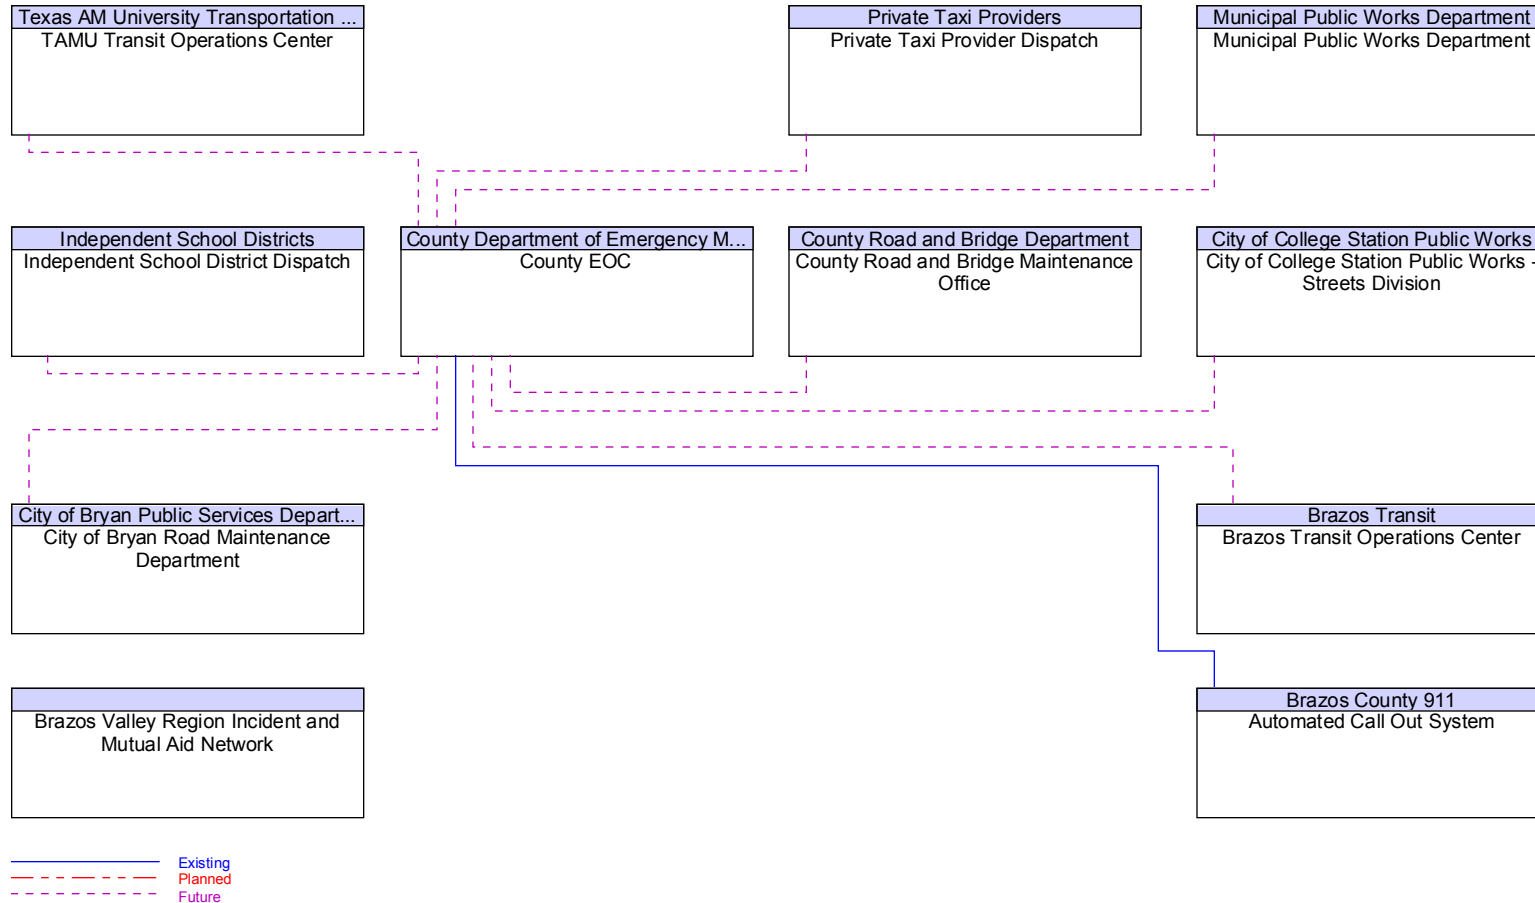 Texas AM University Transportation ...
TAMU Transit Operations Center
Private Taxi Providers
Private Taxi Provider Dispatch
Municipal Public Works Department
Municipal Public Works Department
Independent School Districts
Independent School District Dispatch
County Department of Emergency M...
County EOC
County Road and Bridge Department
County Road and Bridge Maintenance
Office
City of College Station Public Works
City of College Station Public Works -
Streets Division
City of Bryan Public Services Depart...
City of Bryan Road Maintenance
Department
Brazos Transit
Brazos Transit Operations Center
Brazos Valley Region Incident and
Mutual Aid Network
Brazos County 911
Automated Call Out System
Existing
Planned
Future